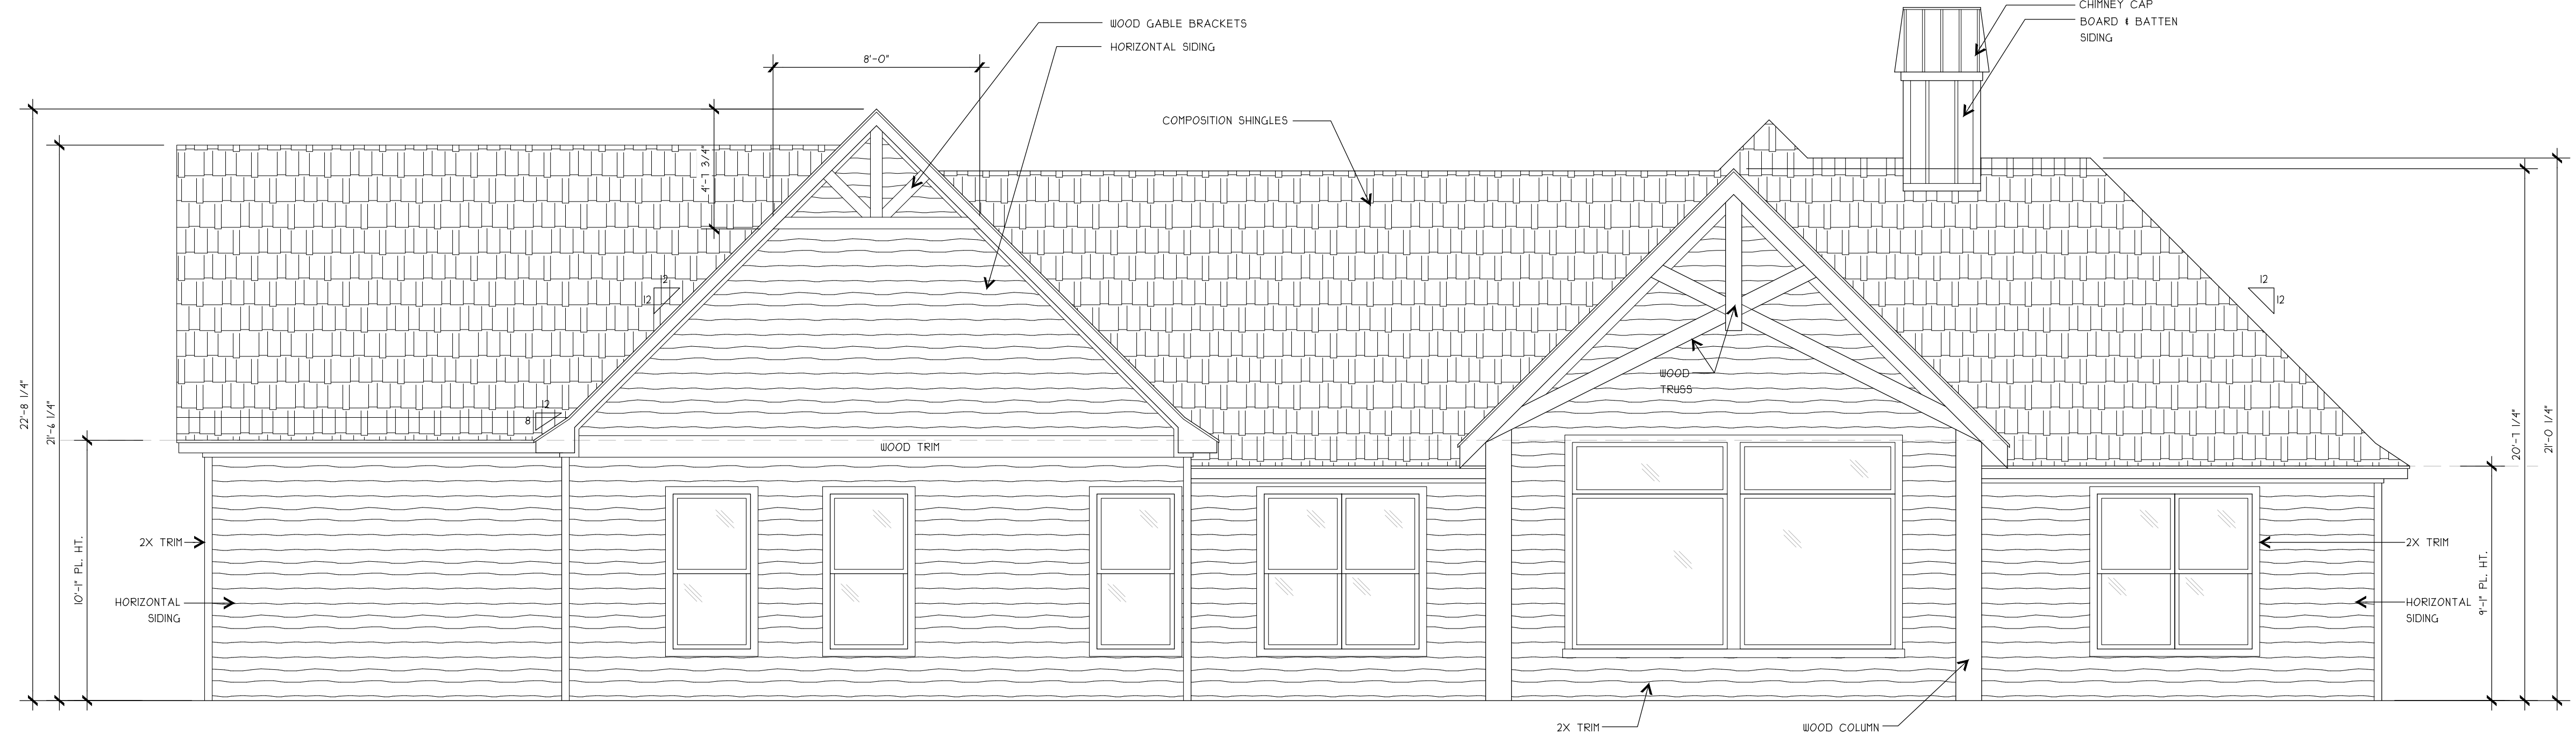 CHIMNEY CAP
BOARD & BATTEN
SIDING
WOOD GABLE BRACKETS
HORIZONTAL SIDING
8'-0"
COMPOSITION SHINGLES
4'-7 3/4"
12
12
12
12
WOOD
TRUSS
22'-8 1/4"
21'-6 1/4"
12
8
WOOD TRIM
20'-7 1/4"
21'-0 1/4"
10'-1" PL. HT.
2X TRIM
HORIZONTAL
SIDING
2X TRIM
9'-1" PL. HT.
HORIZONTAL
SIDING
2X TRIM
WOOD COLUMN